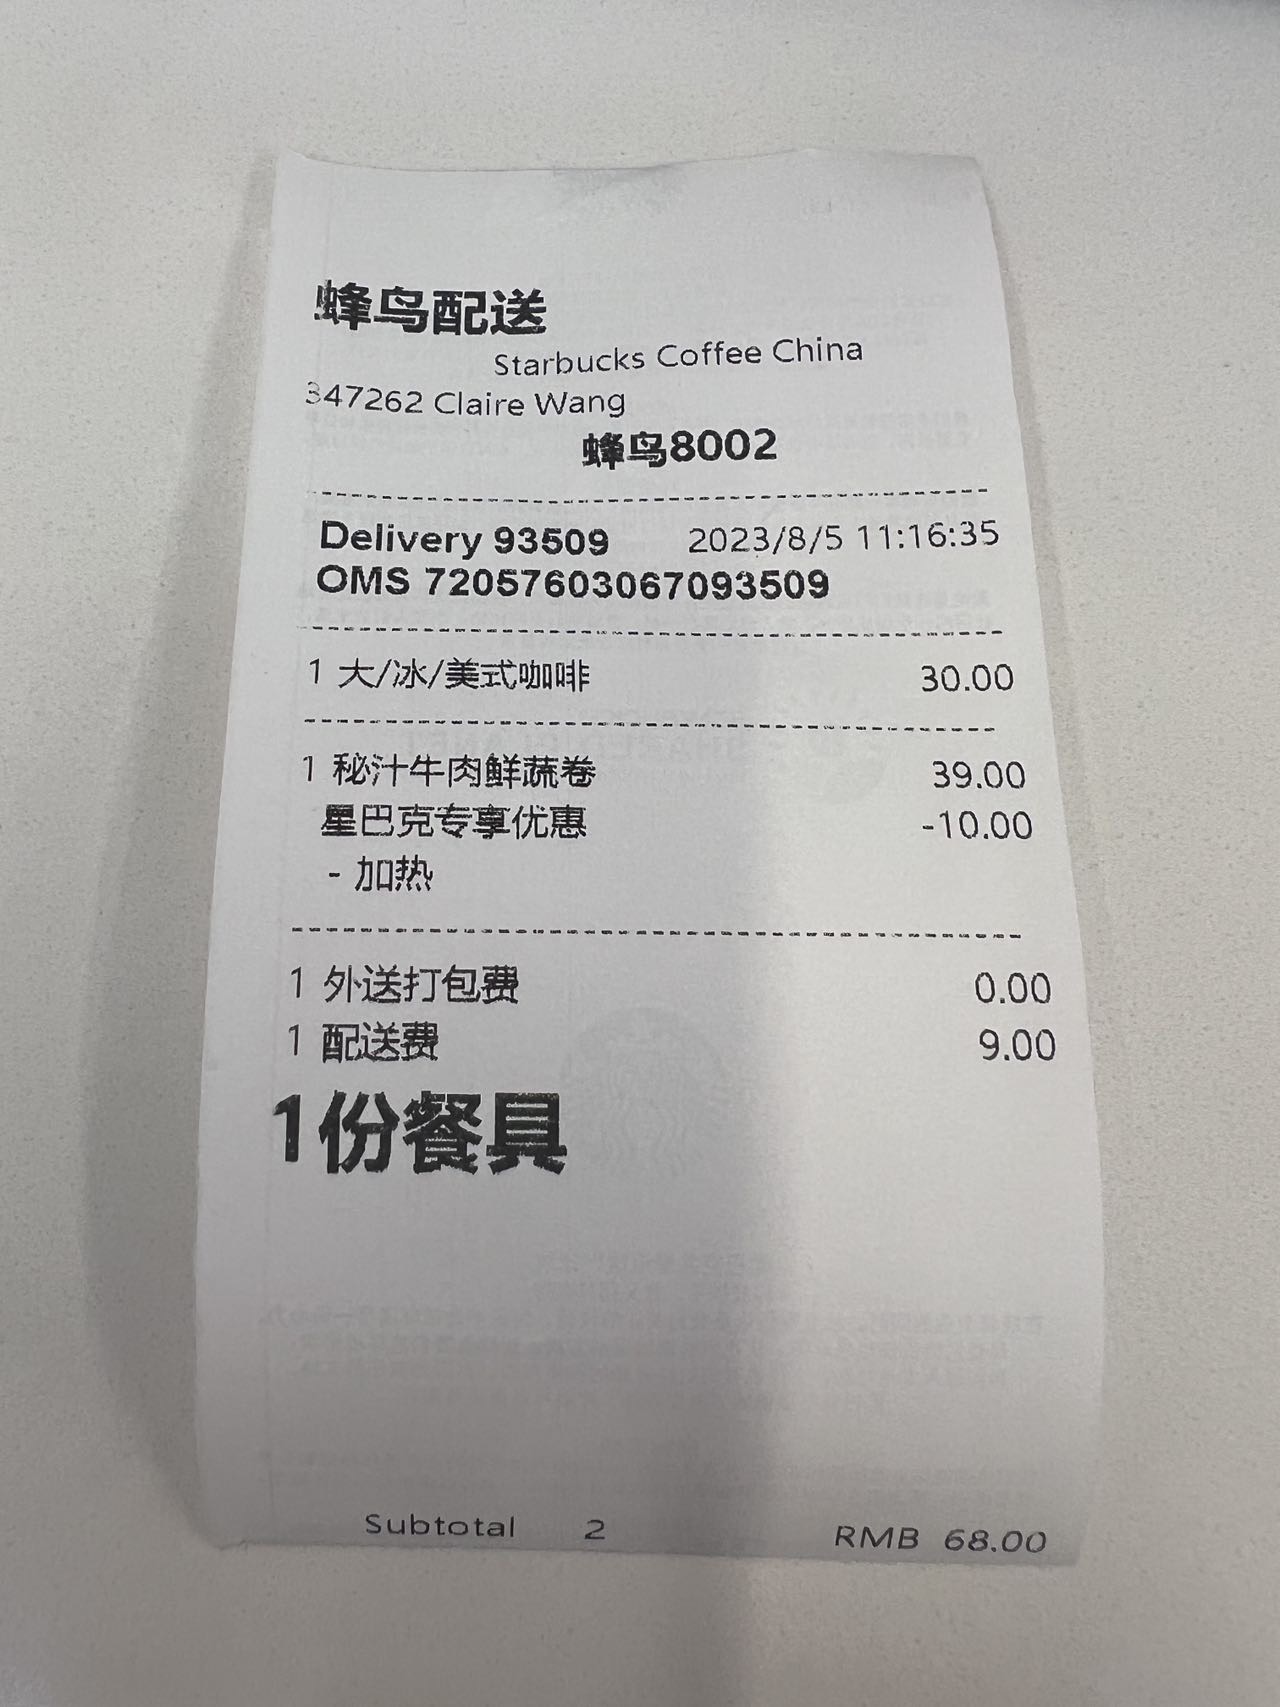 蜂鸟配送
Starbucks Coffee China
347262 Claire Wang
蜂鸟8002
Delivery 93509 2023/8/5 11:16:35
OMS 72057603067093509
1 大/冰/美式咖啡 30.00
1 秘汁牛肉鲜蔬卷 39.00
星巴克专享优惠 -10.00
- 加热
1 外送打包费 0.00
1 配送费 9.00
1份餐具
Subtotal 2 RMB 68.00